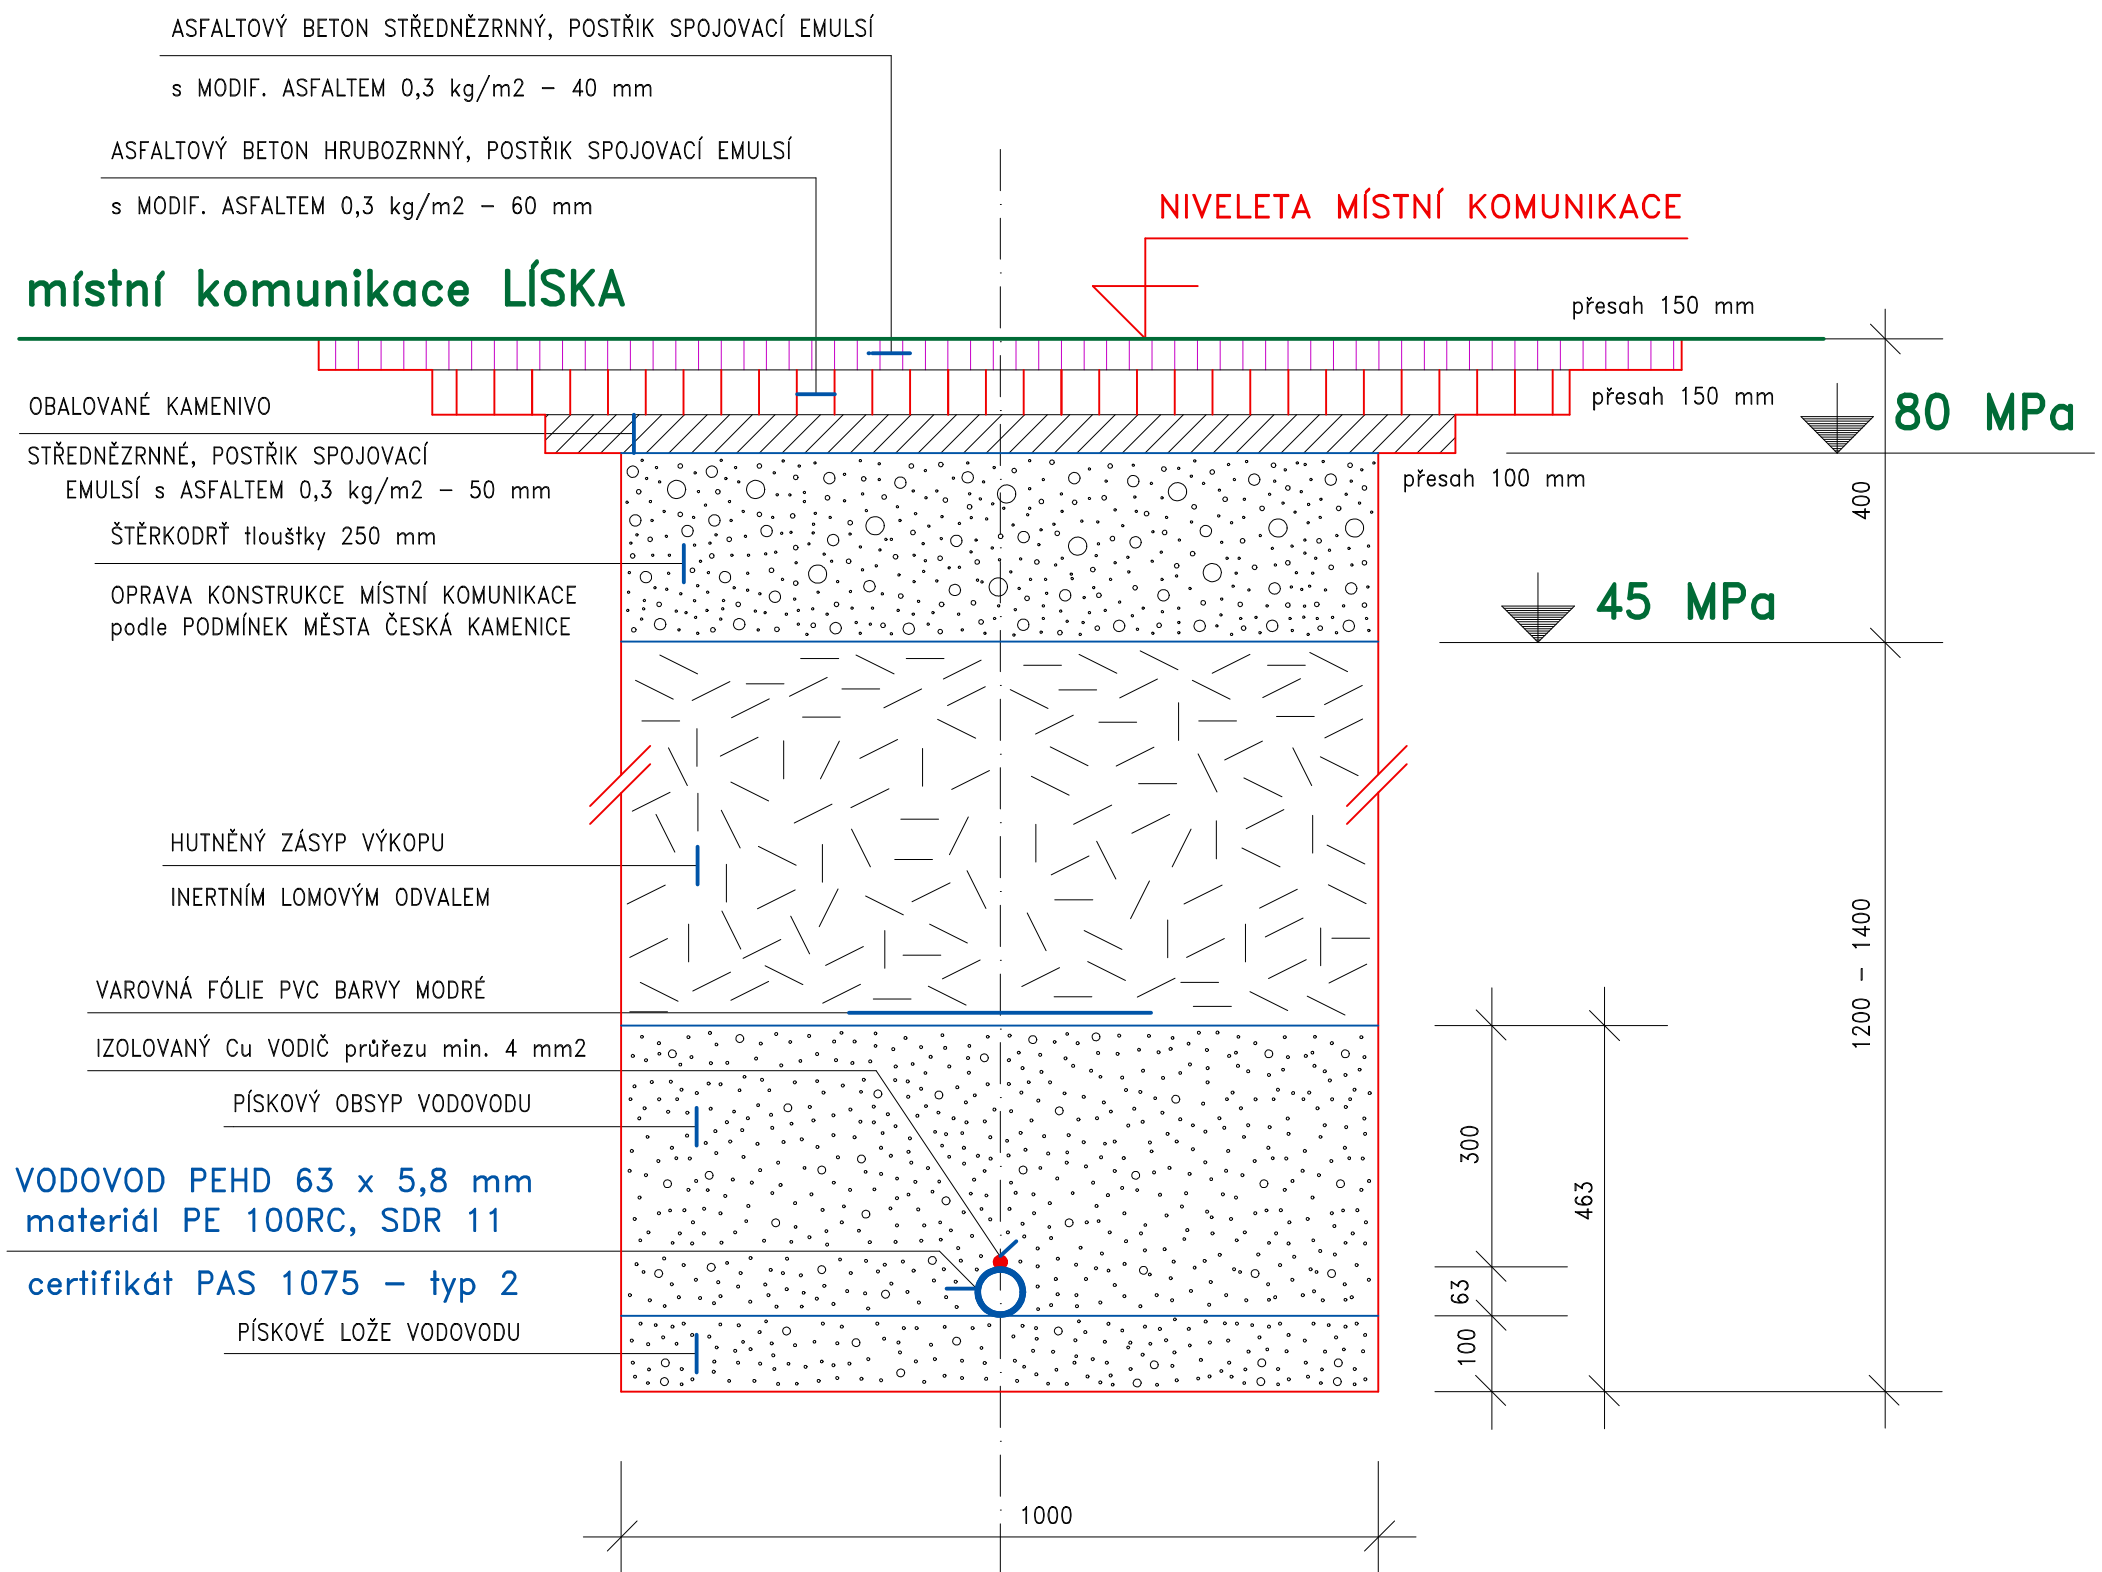 ASFALTOVÝ BETON STŘEDNĚZRNNÝ, POSTŘIK SPOJOVACÍ EMULSÍ
s MODIF. ASFALTEM 0,3 kg/m2 – 40 mm
ASFALTOVÝ BETON HRUBOZRNNÝ, POSTŘIK SPOJOVACÍ EMULSÍ
s MODIF. ASFALTEM 0,3 kg/m2 – 60 mm
NIVELETA MÍSTNÍ KOMUNIKACE
místní komunikace LÍSKA
přesah 150 mm
přesah 150 mm
80 MPa
OBALOVANÉ KAMENIVO
STŘEDNĚZRNNÉ, POSTŘIK SPOJOVACÍ
EMULSÍ s ASFALTEM 0,3 kg/m2 – 50 mm
přesah 100 mm
400
ŠTĚRKODRŤ tloušťky 250 mm
OPRAVA KONSTRUKCE MÍSTNÍ KOMUNIKACE
podle PODMÍNEK MĚSTA ČESKÁ KAMENICE
45 MPa
HUTNĚNÝ ZÁSYP VÝKOPU
INERTNÍM LOMOVÝM ODVALEM
1200 – 1400
VAROVNÁ FÓLIE PVC BARVY MODRÉ
IZOLOVANÝ Cu VODIČ průřezu min. 4 mm2
PÍSKOVÝ OBSYP VODOVODU
300
463
VODOVOD PEHD 63 x 5,8 mm
materiál PE 100RC, SDR 11
certifikát PAS 1075 – typ 2
63
PÍSKOVÉ LOŽE VODOVODU
100
1000